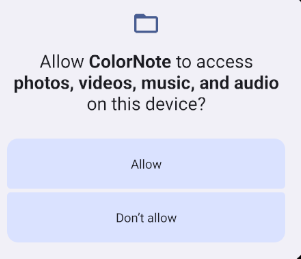 Allow ColorNote to access
photos, videos, music, and audio
on this device?
Allow
Don't allow